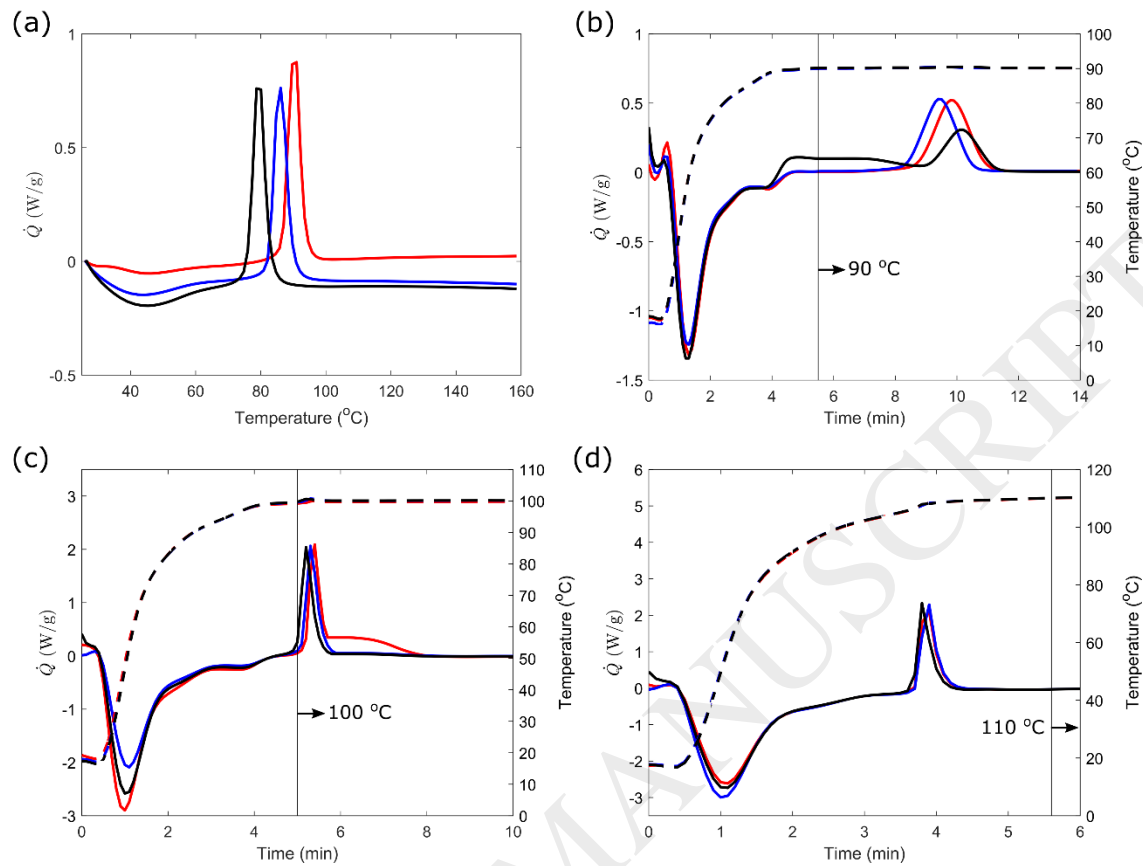 (a)
1
0.5
0
-0.5
Q̇ (W/g)
40 60 80 100 120 140 160
Temperature (°C)
(b)
1
0.5
0
-0.5
-1
-1.5
Q̇ (W/g)
100
90
80
70
60
50
40
30
20
10
0
Temperature (°C)
90 °C
0 2 4 6 8 10 12 14
Time (min)
(c)
3
2
1
0
-1
-2
-3
Q̇ (W/g)
110
100
90
80
70
60
50
40
30
20
10
0
Temperature (°C)
100 °C
0 2 4 6 8 10
Time (min)
(d)
6
5
4
3
2
1
0
-1
-2
-3
Q̇ (W/g)
120
100
80
60
40
20
0
Temperature (°C)
110 °C
0 1 2 3 4 5 6
Time (min)
MANUSCRIPT